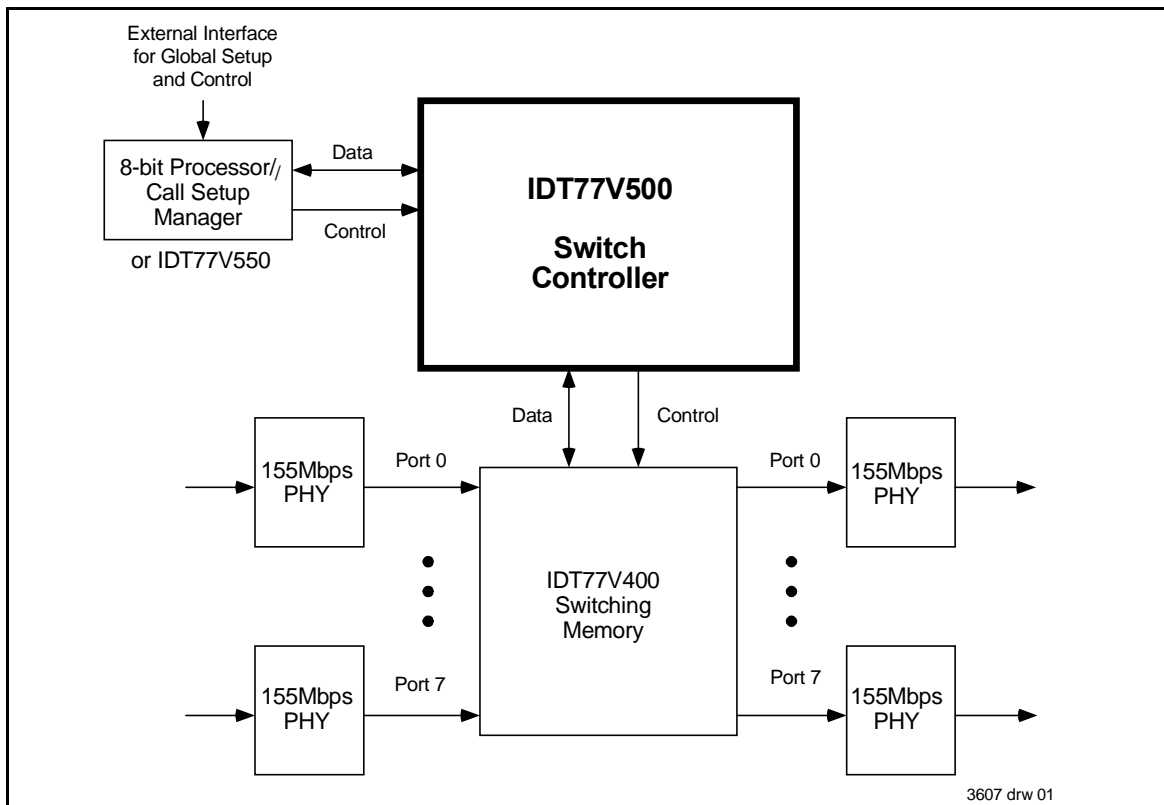 External Interface
for Global Setup
and Control
8-bit Processor//
Call Setup
Manager
or IDT77V550
Data
Control
IDT77V500
Switch
Controller
Data
Control
155Mbps
PHY
Port 0
Port 0
155Mbps
PHY
IDT77V400
Switching
Memory
155Mbps
PHY
Port 7
Port 7
155Mbps
PHY
3607 drw 01